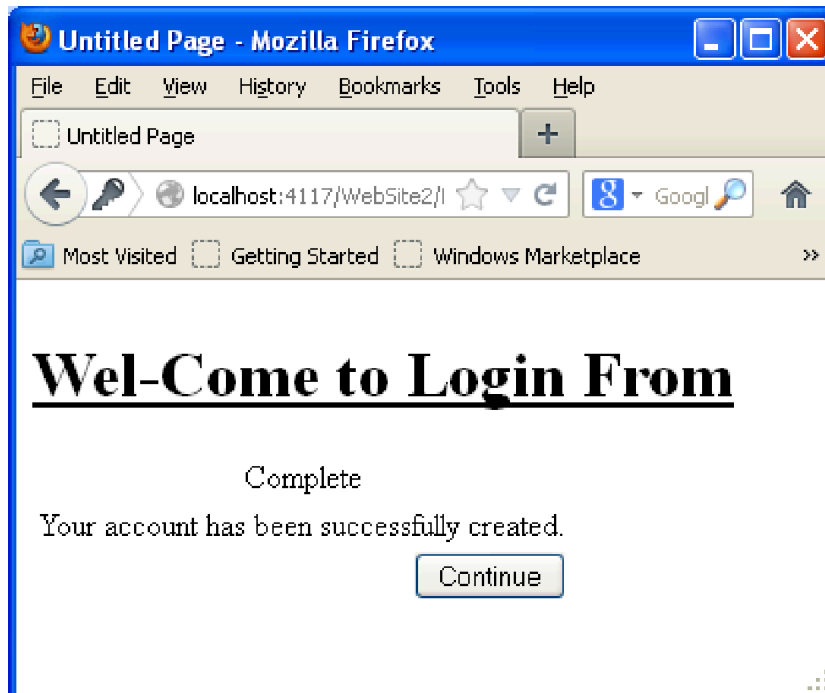 Untitled Page - Mozilla Firefox
File Edit View History Bookmarks Tools Help
Untitled Page
localhost:4117/WebSite2/ Googl
Most Visited Getting Started Windows Marketplace
Wel-Come to Login From
Complete
Your account has been successfully created.
Continue